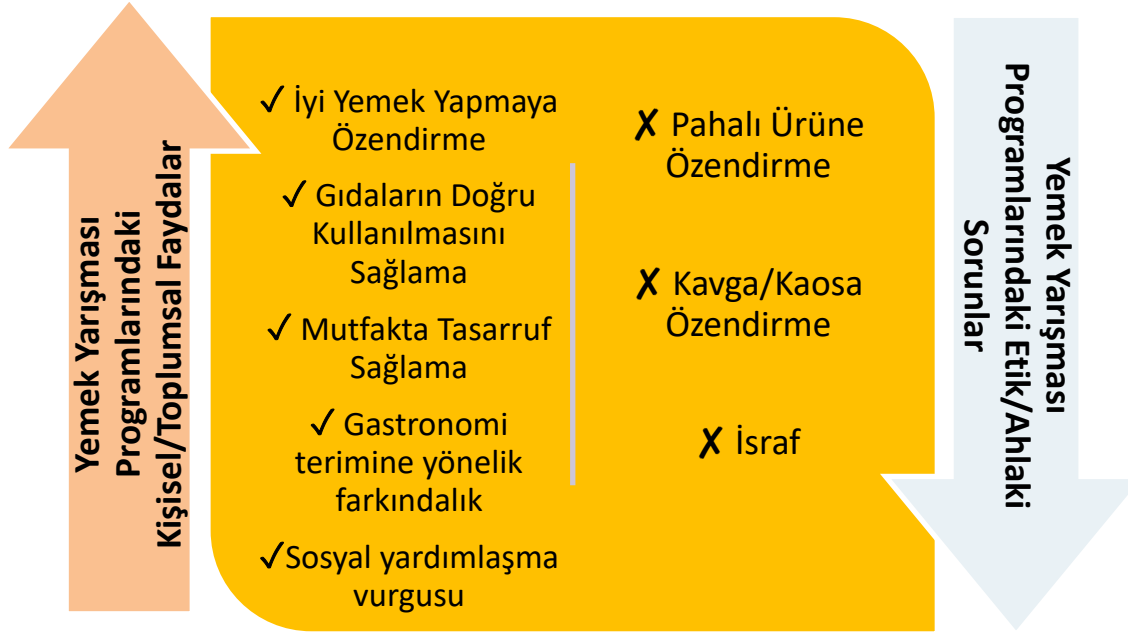 Yemek Yarışması
Programlarındaki
Kişisel/Toplumsal Faydalar
✓ İyi Yemek Yapmaya
Özendirme
✓ Gıdaların Doğru
Kullanılmasını
Sağlama
✓ Mutfakta Tasarruf
Sağlama
✓ Gastronomi
terimine yönelik
farkındalık
✓Sosyal yardımlaşma
vurgusu
✗ Pahalı Ürüne
Özendirme
✗ Kavga/Kaosa
Özendirme
✗ İsraf
Yemek Yarışması
Programlarındaki Etik/Ahlaki
Sorunlar